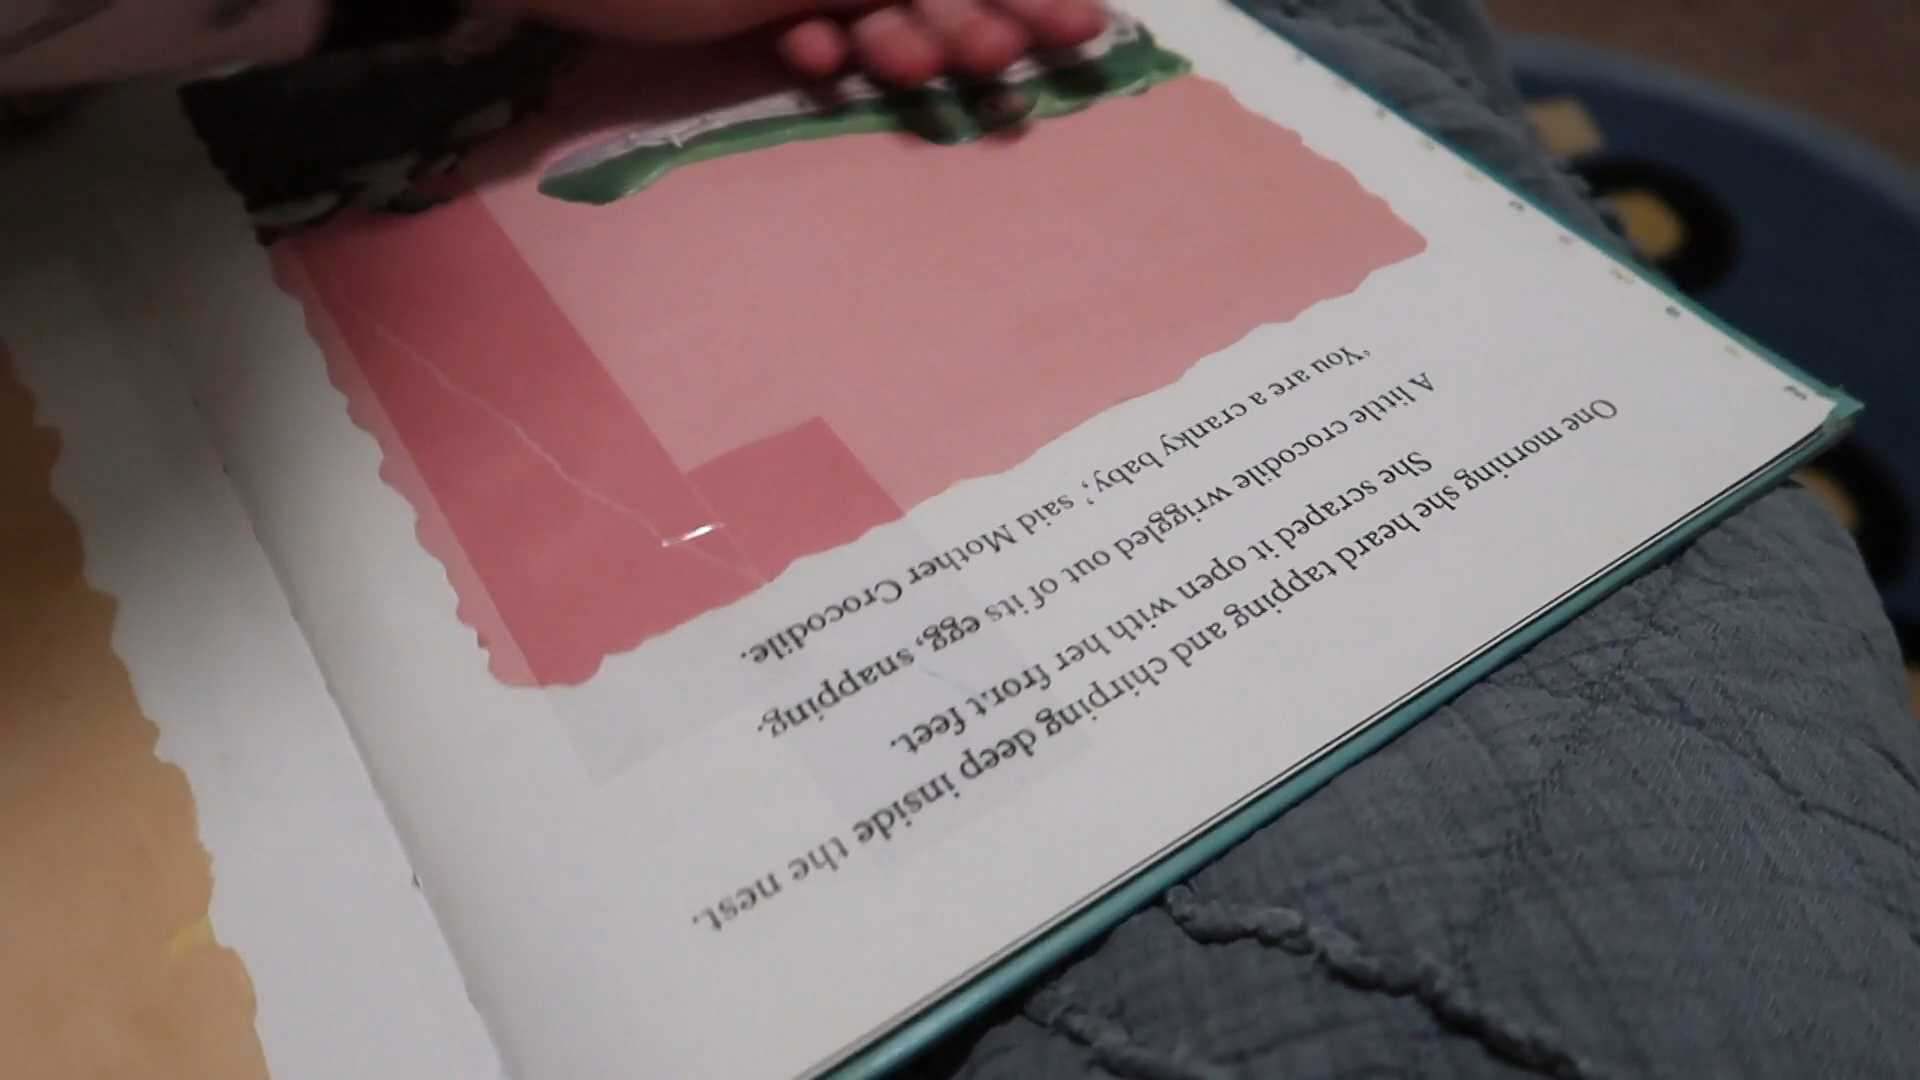 One morning she heard tapping and chirping deep inside the nest.
She scraped it open with her front feet.
A little crocodile wriggled out of its egg, snapping.
'You are a cranky baby,' said Mother Crocodile.